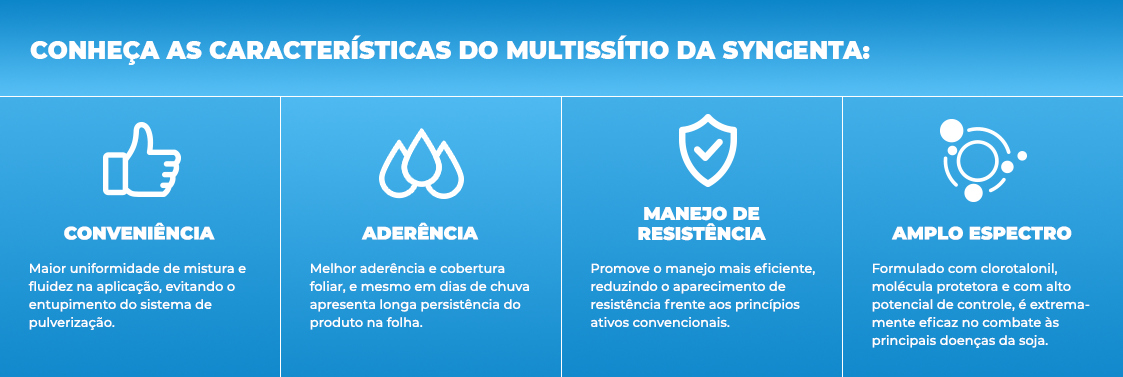 CONHEÇA AS CARACTERÍSTICAS DO MULTISSÍTIO DA SYNGENTA:
CONVENIÊNCIA
Maior uniformidade de mistura e
fluidez na aplicação, evitando o
entupimento do sistema de
pulverização.
ADERÊNCIA
Melhor aderência e cobertura
foliar, e mesmo em dias de chuva
apresenta longa persistência do
produto na folha.
MANEJO DE
RESISTÊNCIA
Promove o manejo mais eficiente,
reduzindo o aparecimento de
resistência frente aos princípios
ativos convencionais.
AMPLO ESPECTRO
Formulado com clorotalonil,
molécula protetora e com alto
potencial de controle, é extrema-
mente eficaz no combate às
principais doenças da soja.